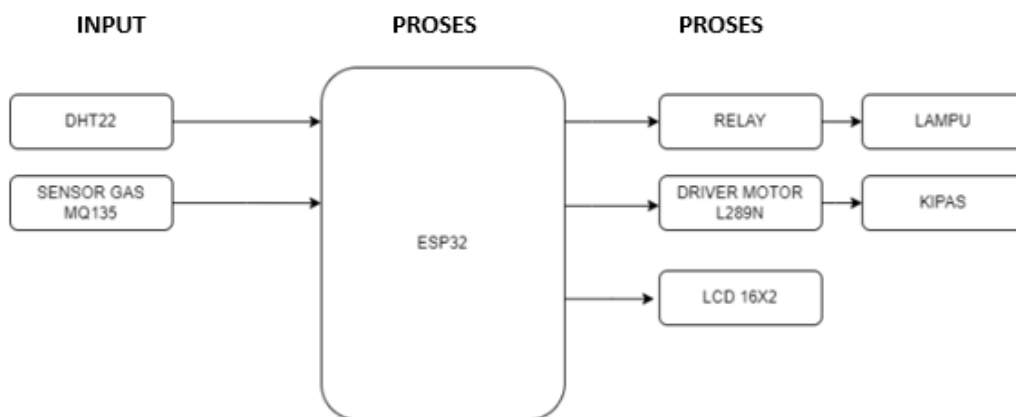 INPUT
PROSES
PROSES
DHT22
RELAY
LAMPU
SENSOR GAS
MQ135
DRIVER MOTOR
L289N
KIPAS
ESP32
LCD 16X2